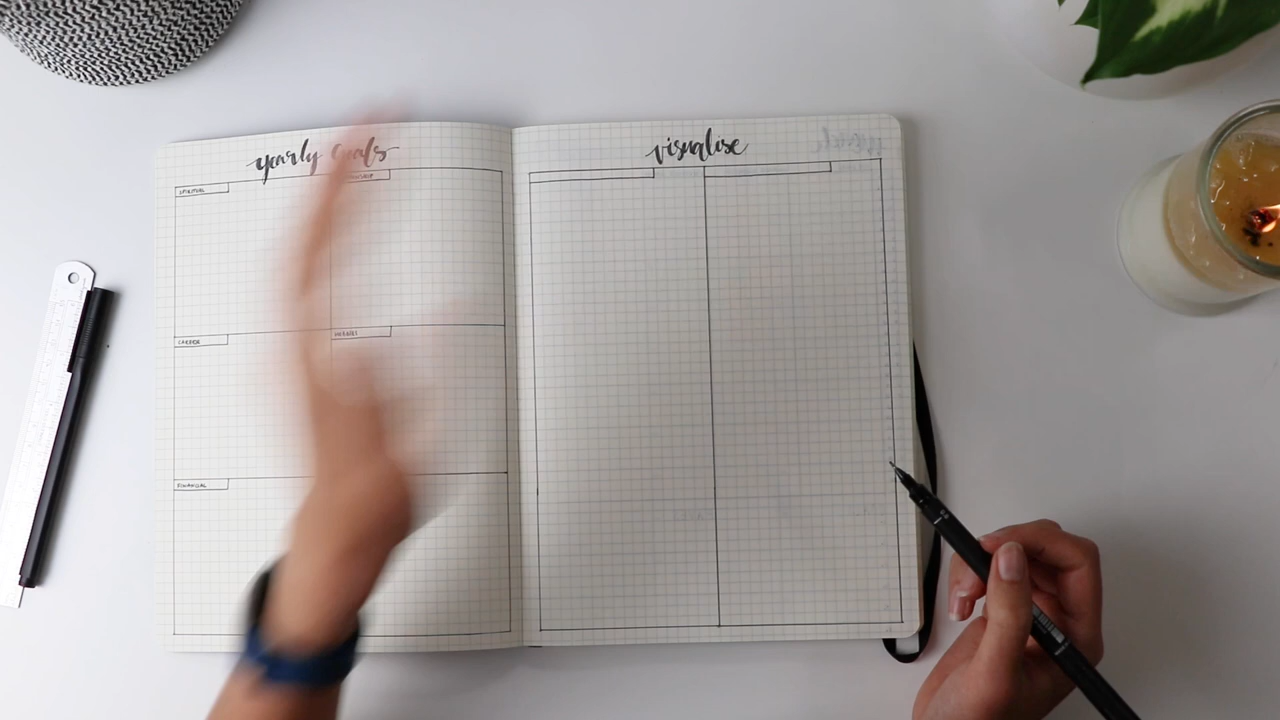 yearly Goals
visualise
SPIRITUAL
CAREER
FINANCIAL